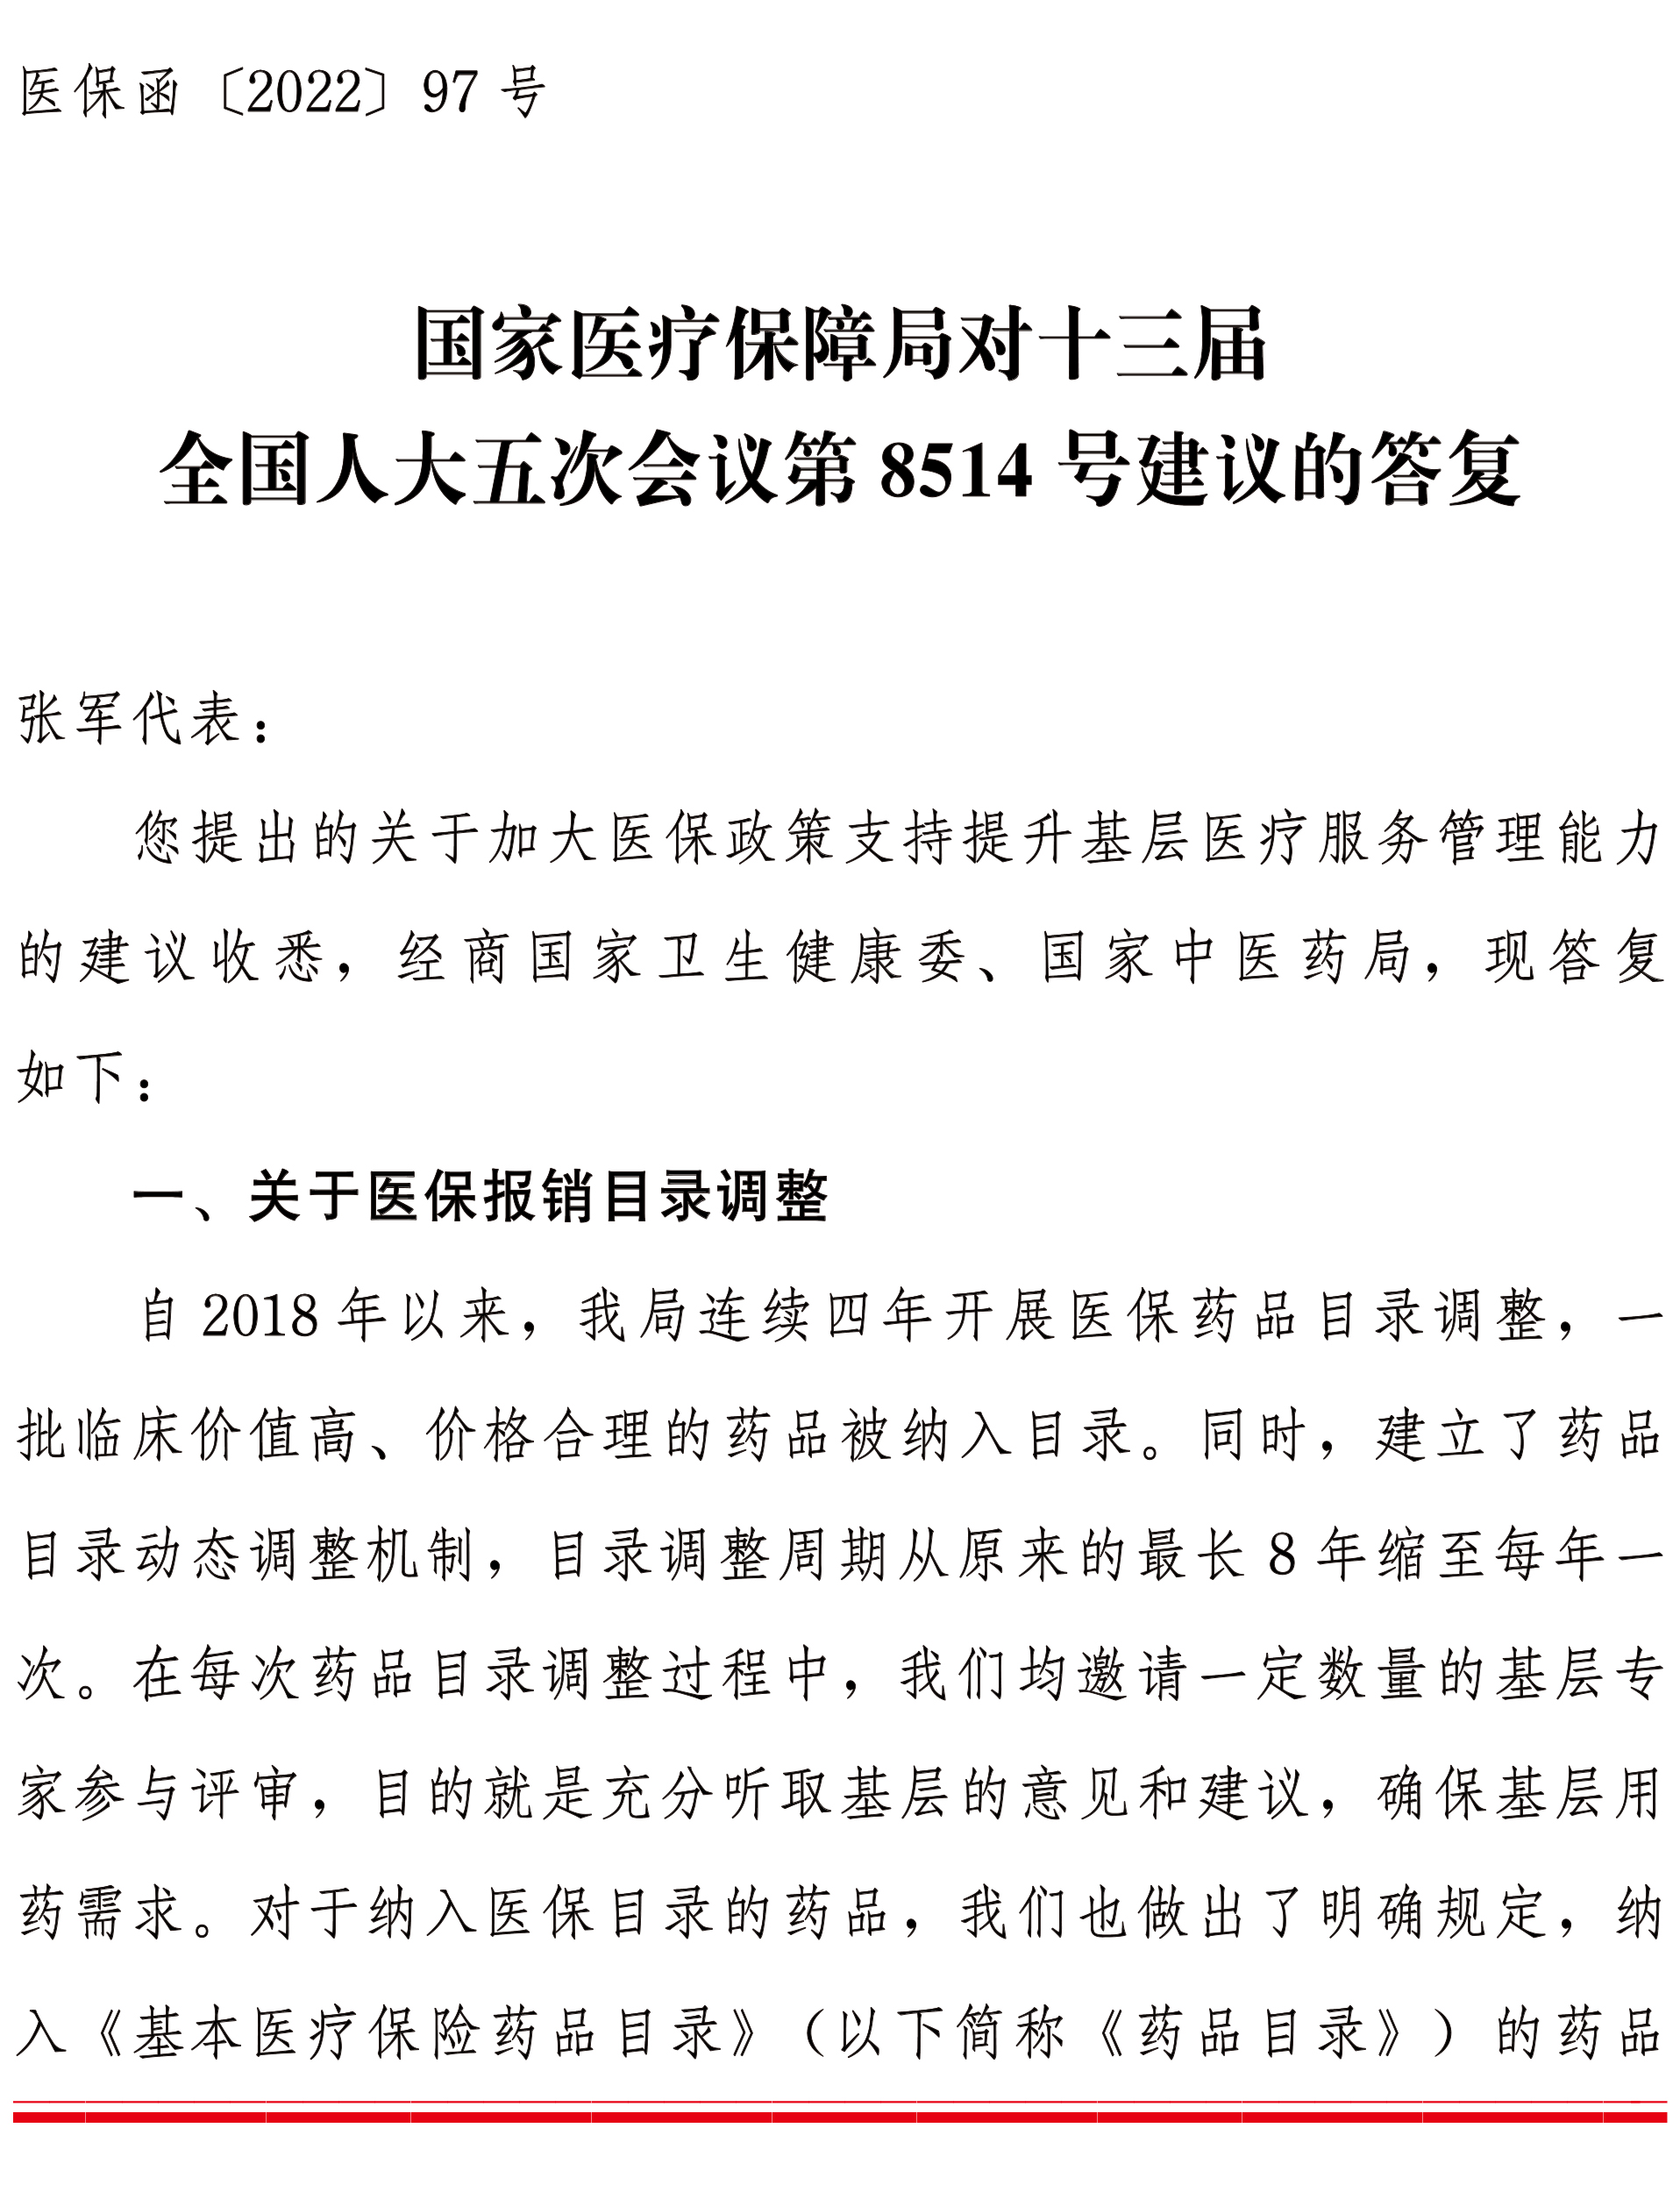 医保函〔2022〕97 号
国家医疗保障局对十三届
全国人大五次会议第 8514 号建议的答复
张军代表：
您提出的关于加大医保政策支持提升基层医疗服务管理能力
的建议收悉，经商国家卫生健康委、国家中医药局，现答复
如下：
一、关于医保报销目录调整
自 2018 年以来，我局连续四年开展医保药品目录调整，一
批临床价值高、价格合理的药品被纳入目录。同时，建立了药品
目录动态调整机制，目录调整周期从原来的最长 8 年缩至每年一
次。在每次药品目录调整过程中，我们均邀请一定数量的基层专
家参与评审，目的就是充分听取基层的意见和建议，确保基层用
药需求。对于纳入医保目录的药品，我们也做出了明确规定，纳
入《基本医疗保险药品目录》（以下简称《药品目录》）的药品